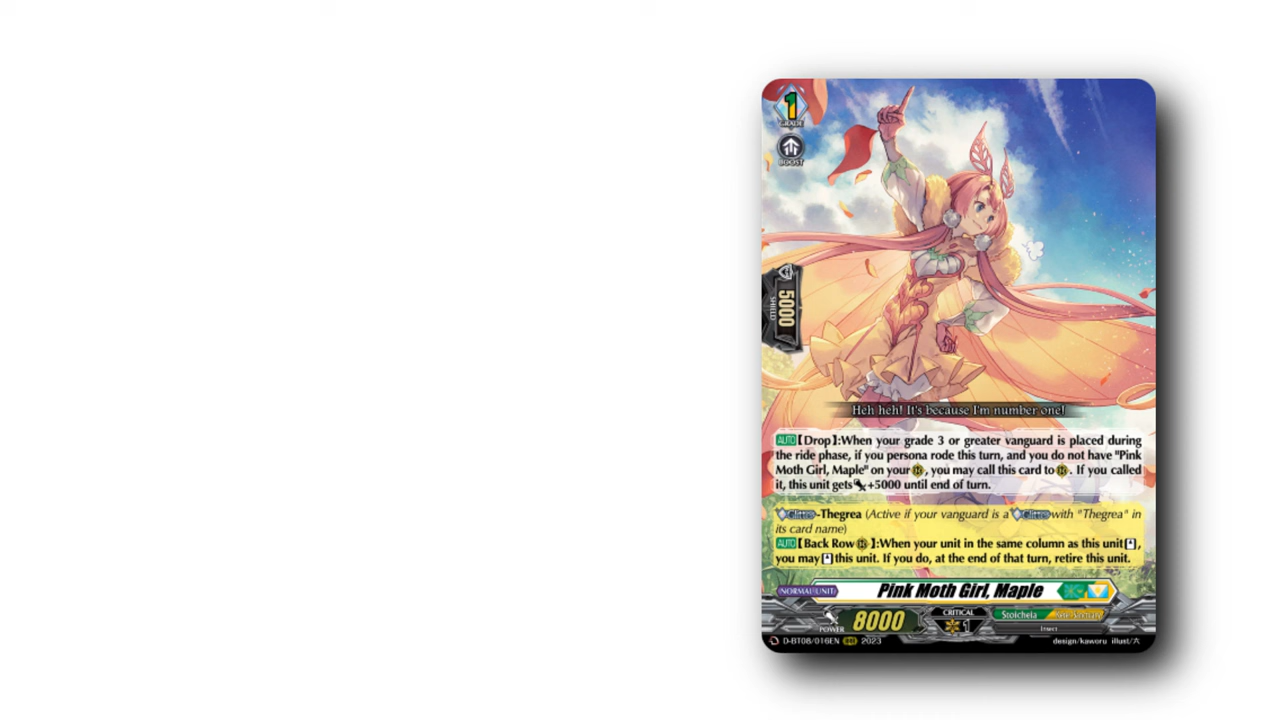 1
GRADE
BOOST
5000
SHIELD
Heh heh! It's because I'm number one!
AUTO【Drop】:When your grade 3 or greater vanguard is placed during
the ride phase, if you persona rode this turn, and you do not have "Pink
Moth Girl, Maple" on your , you may call this card to . If you called
it, this unit gets +5000 until end of turn.
-Thegrea (Active if your vanguard is a with "Thegrea" in
its card name)
AUTO【Back Row 】:When your unit in the same column as this unit ,
you may this unit. If you do, at the end of that turn, retire this unit.
NORMAL UNIT
Pink Moth Girl, Maple
POWER 8000 CRITICAL 1 Stoicheia
Insect
D-BT08/016EN RRR 2023 design/kaworu illust/六